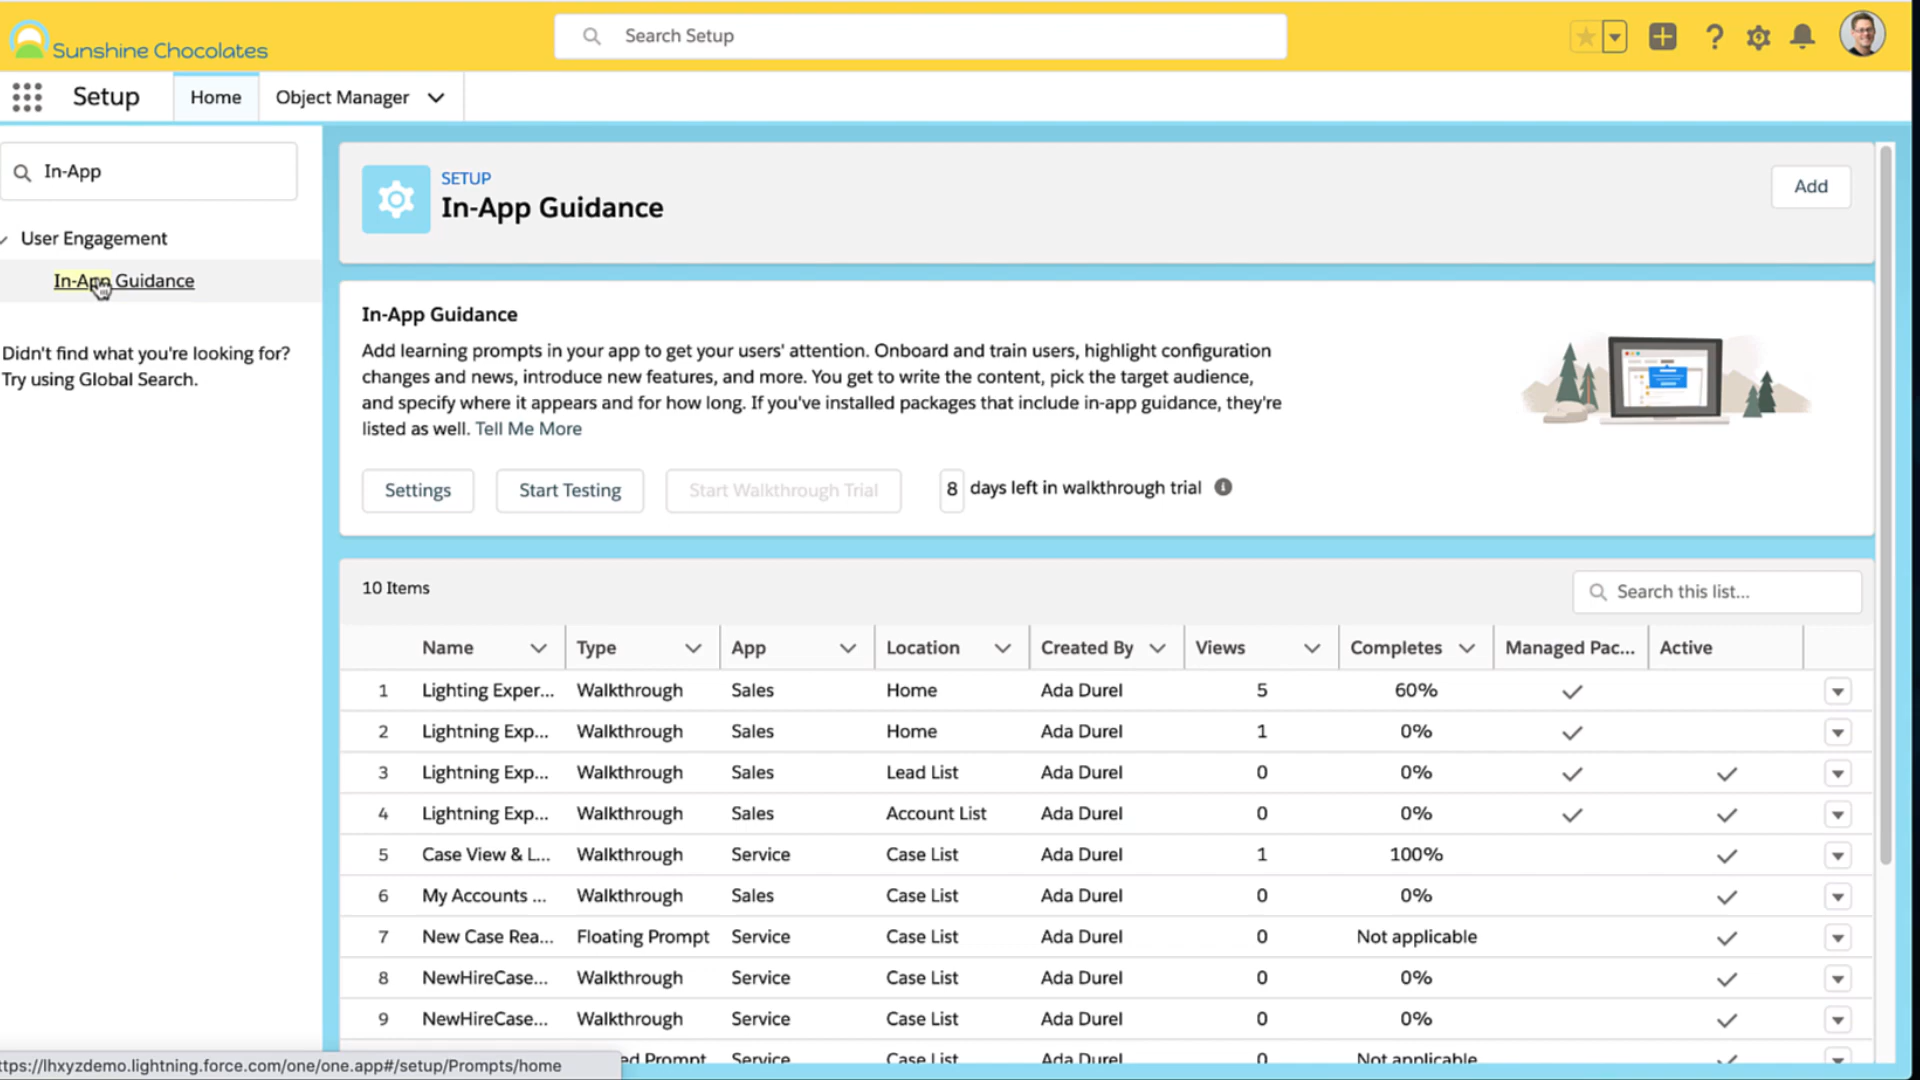 Sunshine Chocolates
Search Setup
Setup
Home
Object Manager
In-App
User Engagement
In-App Guidance
Didn't find what you're looking for?
Try using Global Search.
SETUP
In-App Guidance
Add
In-App Guidance
Add learning prompts in your app to get your users' attention. Onboard and train users, highlight configuration
changes and news, introduce new features, and more. You get to write the content, pick the target audience,
and specify where it appears and for how long. If you've installed packages that include in-app guidance, they're
listed as well. Tell Me More
Settings
Start Testing
Start Walkthrough Trial
8 days left in walkthrough trial
10 Items
Search this list...
Name Type App Location Created By Views Completes Managed Pac... Active
1 Lighting Exper... Walkthrough Sales Home Ada Durel 5 60%
2 Lightning Exp... Walkthrough Sales Home Ada Durel 1 0%
3 Lightning Exp... Walkthrough Sales Lead List Ada Durel 0 0%
4 Lightning Exp... Walkthrough Sales Account List Ada Durel 0 0%
5 Case View & L... Walkthrough Service Case List Ada Durel 1 100%
6 My Accounts ... Walkthrough Sales Case List Ada Durel 0 0%
7 New Case Rea... Floating Prompt Service Case List Ada Durel 0 Not applicable
8 NewHireCase... Walkthrough Service Case List Ada Durel 0 0%
9 NewHireCase... Walkthrough Service Case List Ada Durel 0 0%
ed Prompt Service Case List Ada Durel 0 Not applicable
ttps://lhxyzdemo.lightning.force.com/one/one.app#/setup/Prompts/home